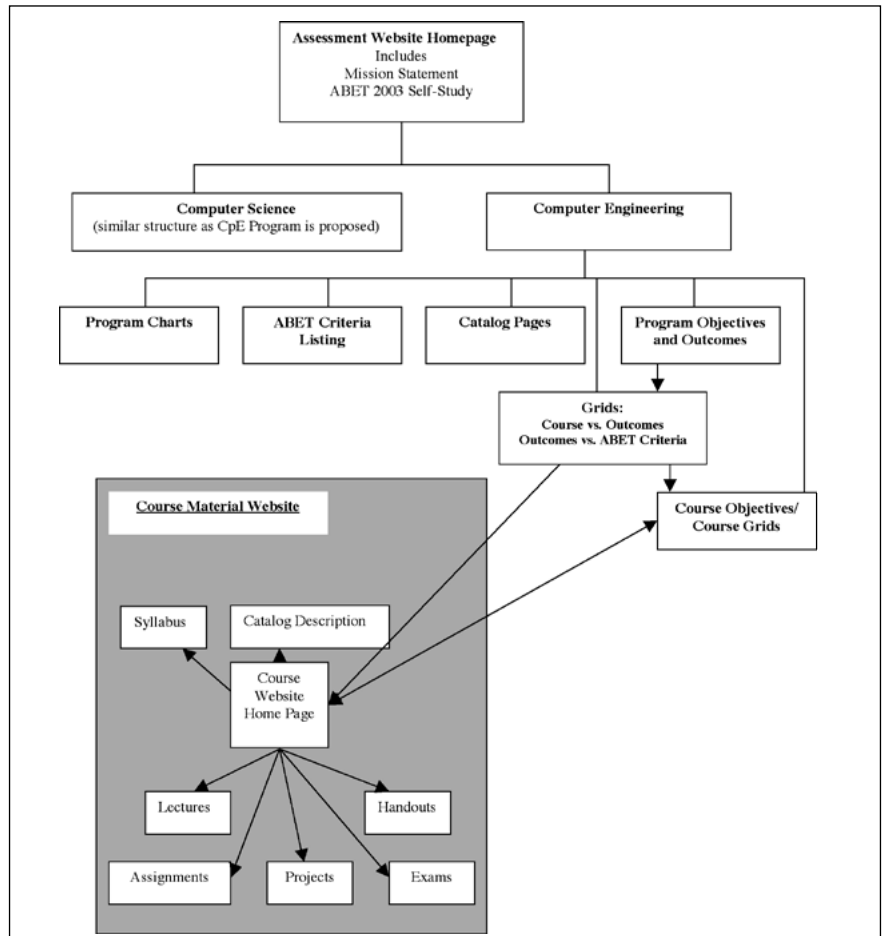 Assessment Website Homepage
Includes
Mission Statement
ABET 2003 Self-Study
Computer Science
(similar structure as CpE Program is proposed)
Computer Engineering
Program Charts
ABET Criteria
Listing
Catalog Pages
Program Objectives
and Outcomes
Grids:
Course vs. Outcomes
Outcomes vs. ABET Criteria
Course Objectives/
Course Grids
Course Material Website
Syllabus
Catalog Description
Course
Website
Home Page
Lectures
Handouts
Assignments
Projects
Exams